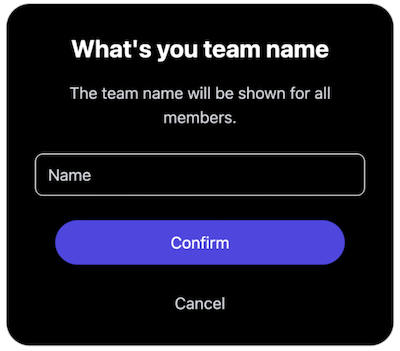 What's you team name
The team name will be shown for all
members.
Name
Confirm
Cancel